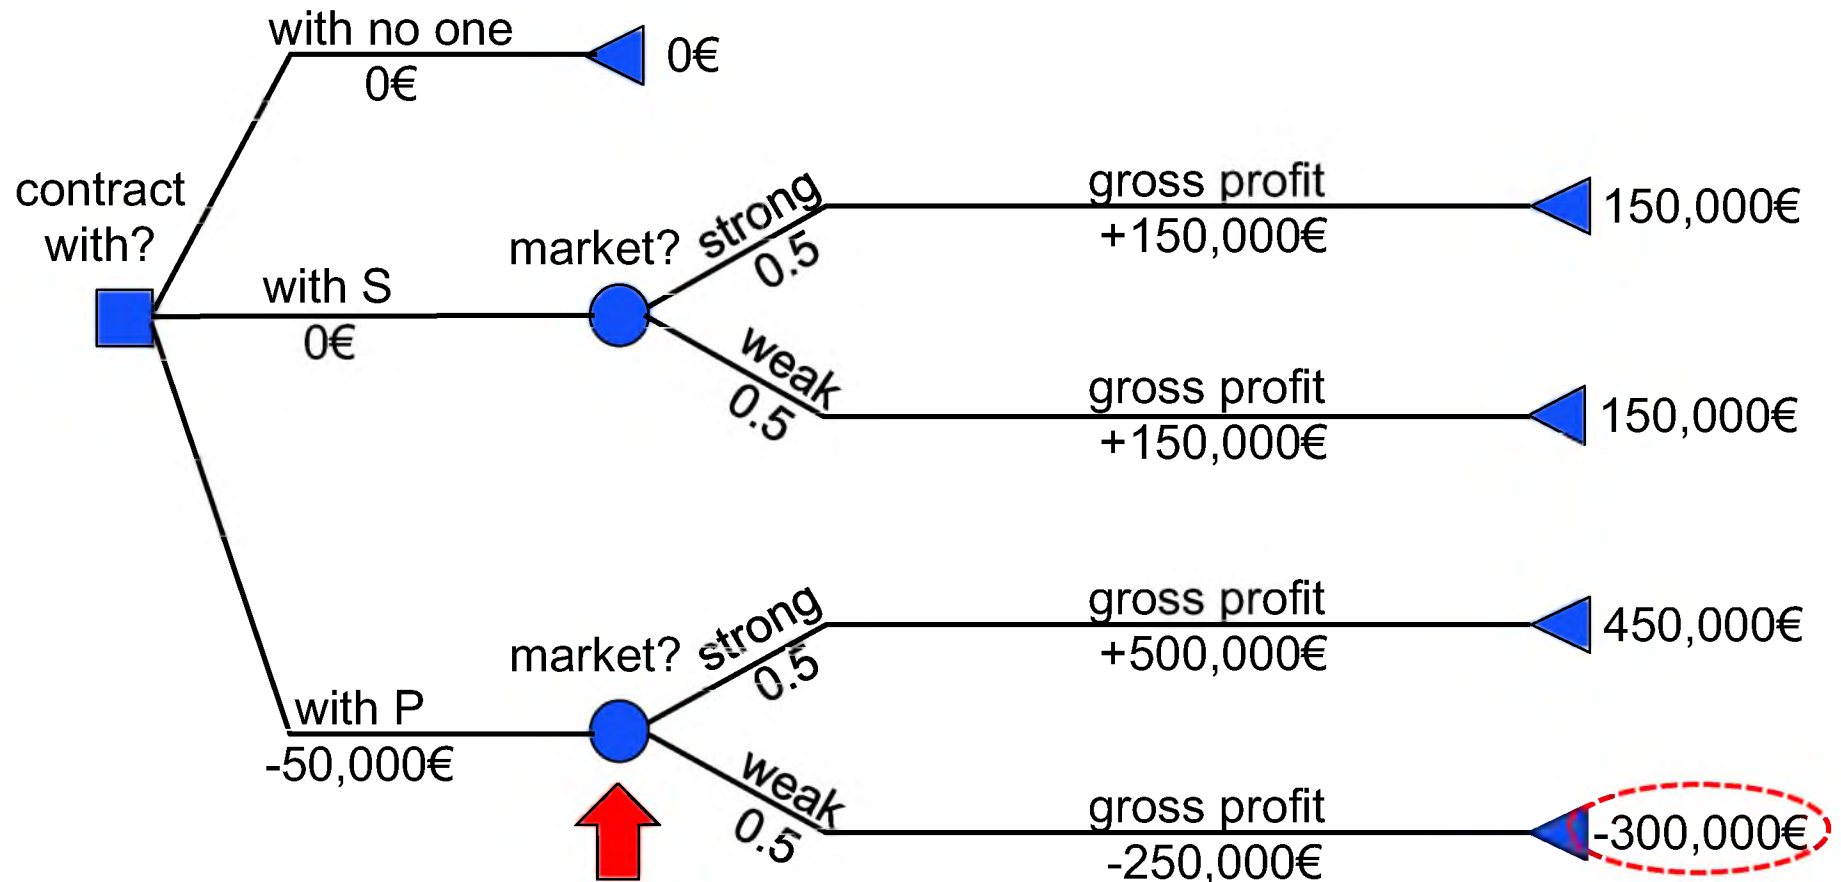 with no one
0€
0€
contract
with?
with S
0€
market?
strong
0.5
gross profit
+150,000€
150,000€
weak
0.5
gross profit
+150,000€
150,000€
with P
-50,000€
market?
strong
0.5
gross profit
+500,000€
450,000€
weak
0.5
gross profit
-250,000€
-300,000€